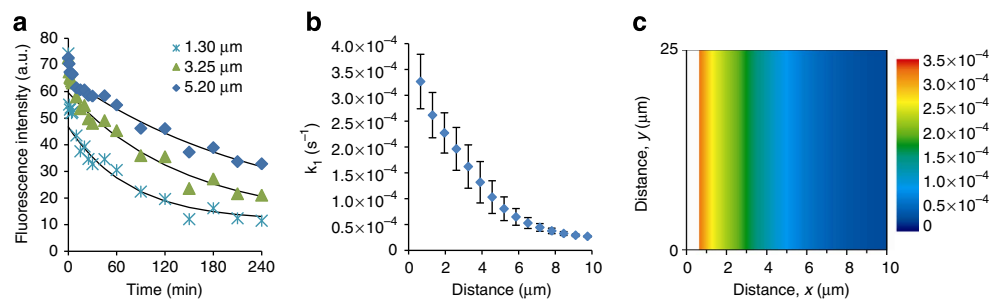 a
Fluorescence intensity (a.u.)
80
70
60
50
40
30
20
10
0
0 60 120 180 240
Time (min)
1.30 μm
3.25 μm
5.20 μm
b
k₁ (s⁻¹)
4.0×10⁻⁴
3.5×10⁻⁴
3.0×10⁻⁴
2.5×10⁻⁴
2.0×10⁻⁴
1.5×10⁻⁴
1.0×10⁻⁴
0.5×10⁻⁴
0
0 2 4 6 8 10
Distance (μm)
c
Distance, y (μm)
25
0
0 2 4 6 8 10
Distance, x (μm)
3.5×10⁻⁴
3.0×10⁻⁴
2.5×10⁻⁴
2.0×10⁻⁴
1.5×10⁻⁴
1.0×10⁻⁴
0.5×10⁻⁴
0